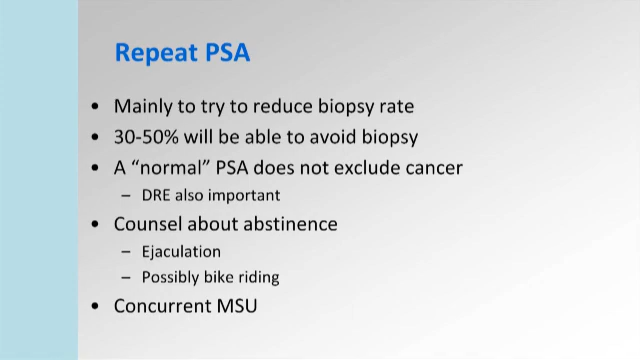 Repeat PSA
• Mainly to try to reduce biopsy rate
• 30-50% will be able to avoid biopsy
• A “normal” PSA does not exclude cancer
– DRE also important
• Counsel about abstinence
– Ejaculation
– Possibly bike riding
• Concurrent MSU